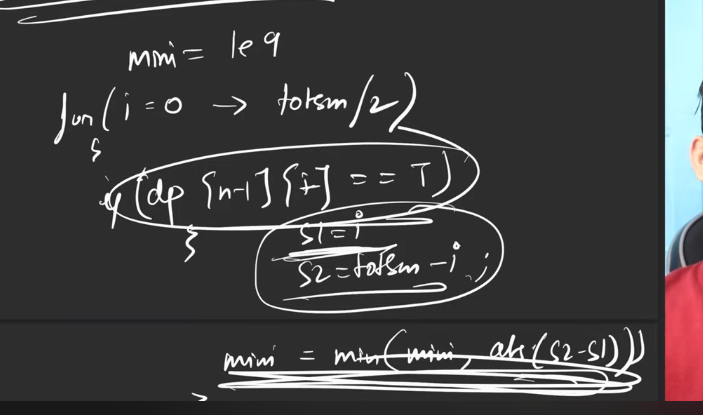 mini = 1e9
for(i=0 → totsum/2)
{
if(dp[n-1][i] == T)
{
s1=i
s2=totsum-i;
mini = min(mini, abs(s2-s1))